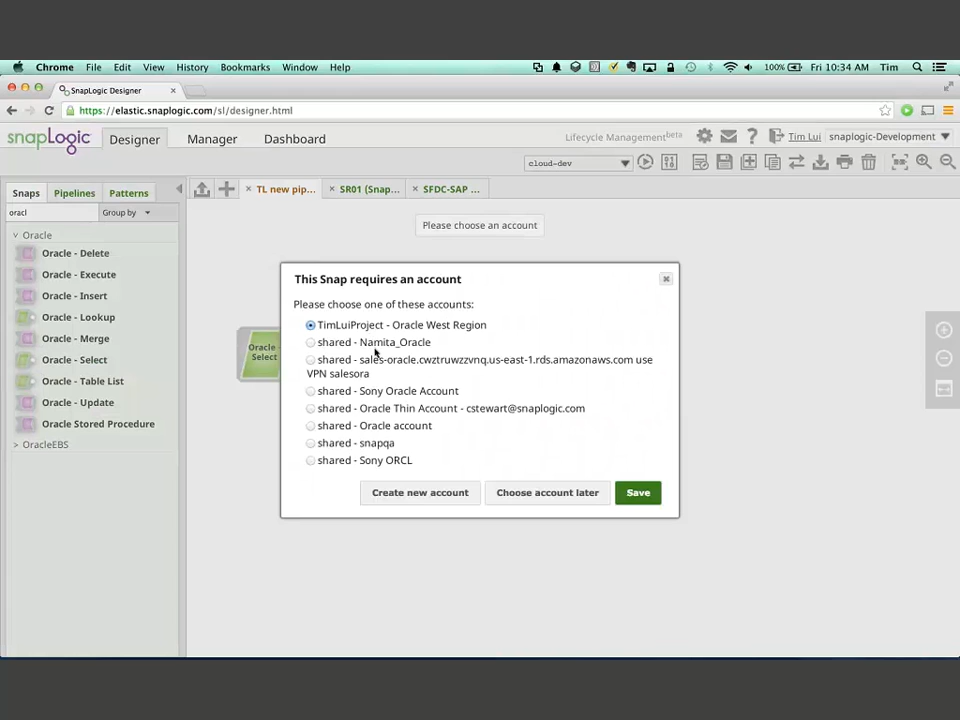 Chrome File Edit View History Bookmarks Window Help 100% Fri 10:34 AM Tim
SnapLogic Designer
https://elastic.snaplogic.com/sl/designer.html
snapLogic Designer Manager Dashboard Lifecycle Management beta Tim Lui snaplogic-Development
cloud-dev
Snaps Pipelines Patterns TL new pip... SR01 (Snap... SFDC-SAP ...
oracl Group by
Please choose an account
Oracle
Oracle - Delete
Oracle - Execute
Oracle - Insert
Oracle - Lookup
Oracle - Merge
Oracle - Select
Oracle - Table List
Oracle - Update
Oracle Stored Procedure
OracleEBS
Oracle -
Select
This Snap requires an account
Please choose one of these accounts:
TimLuiProject - Oracle West Region
shared - Namita_Oracle
shared - sales-oracle.cwztruwzzvnq.us-east-1.rds.amazonaws.com use
VPN salesora
shared - Sony Oracle Account
shared - Oracle Thin Account - cstewart@snaplogic.com
shared - Oracle account
shared - snapqa
shared - Sony ORCL
Create new account Choose account later Save